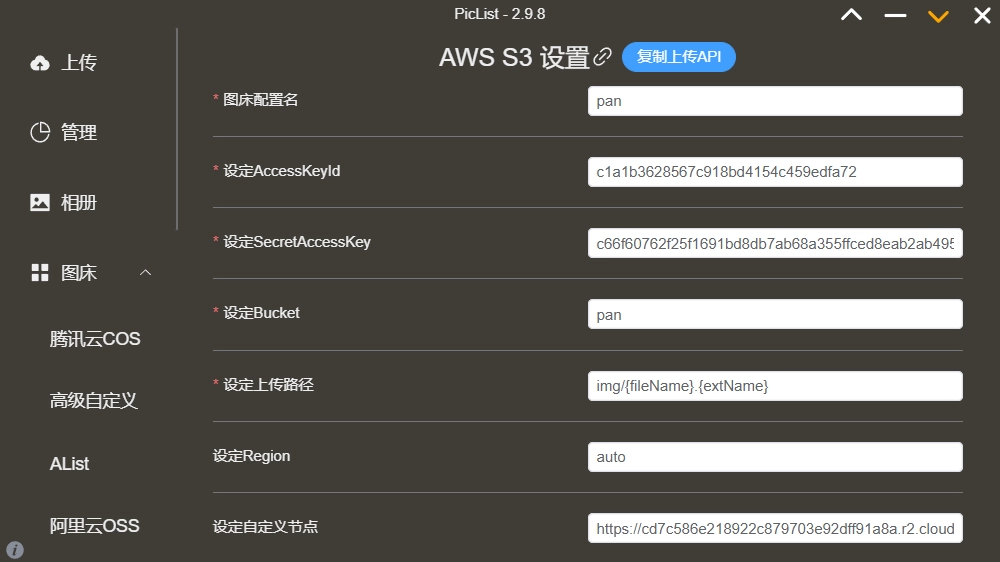 PicList - 2.9.8
上传
管理
相册
图床
腾讯云COS
高级自定义
AList
阿里云OSS
AWS S3 设置
复制上传API
* 图床配置名
pan
* 设定AccessKeyId
c1a1b3628567c918bd4154c459edfa72
* 设定SecretAccessKey
c66f60762f25f1691bd8db7ab68a355ffced8eab2ab495
* 设定Bucket
pan
* 设定上传路径
img/{fileName}.{extName}
设定Region
auto
设定自定义节点
https://cd7c586e218922c879703e92dff91a8a.r2.cloud